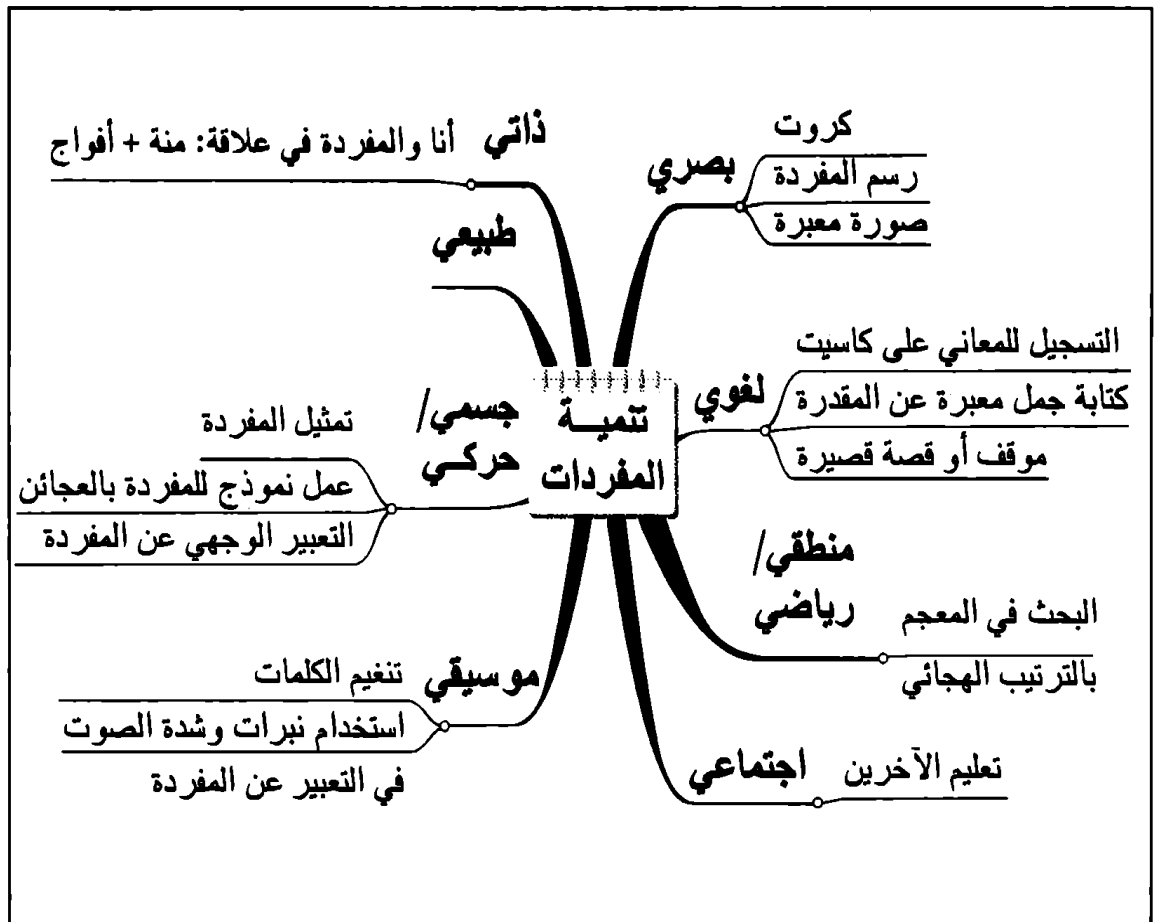 تنميـــة
المفردات
بصري
كروت
رسم المفردة
صورة معبرة
لغوي
التسجيل للمعاني على كاسيت
كتابة جمل معبرة عن المقدرة
موقف أو قصة قصيرة
منطقي/
رياضي
البحث في المعجم
بالترتيب الهجائي
اجتماعي
تعليم الآخرين
ذاتي
أنا والمفردة في علاقة: منة + أفواج
طبيعي
جسمي/
حركــي
تمثيل المفردة
عمل نموذج للمفردة بالعجائن
التعبير الوجهي عن المفردة
موسيقي
تنغيم الكلمات
استخدام نبرات وشدة الصوت
في التعبير عن المفردة